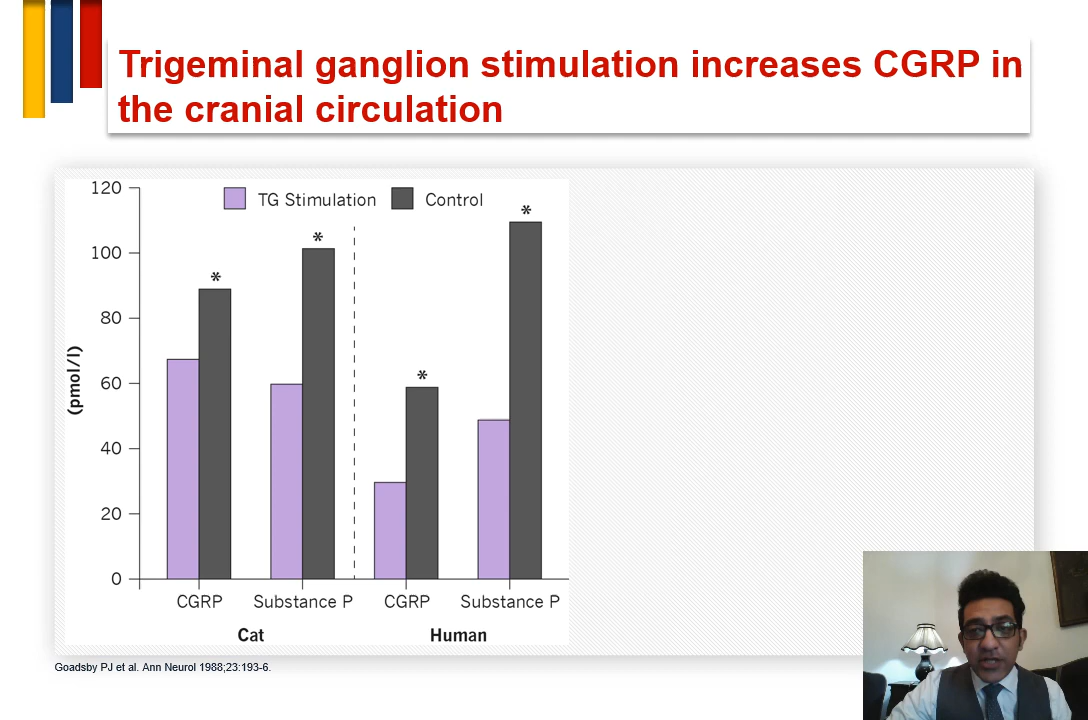 Trigeminal ganglion stimulation increases CGRP in
the cranial circulation
TG Stimulation Control
120
100
80
60
40
20
0
(pmol/l)
* * * *
CGRP Substance P CGRP Substance P
Cat Human
Goadsby PJ et al. Ann Neurol 1988;23:193-6.